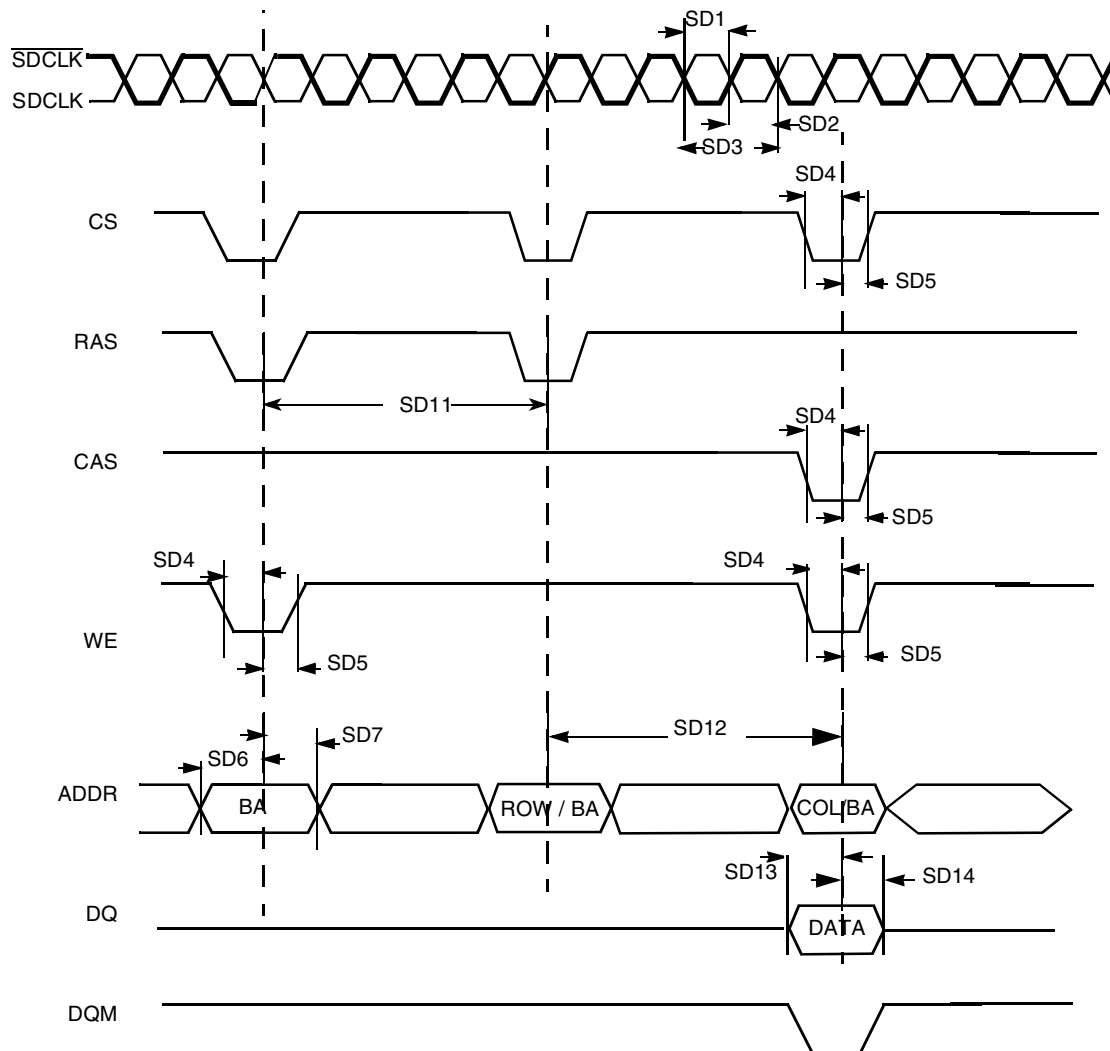 SD1
SDCLK
SDCLK
SD2
SD3
SD4
CS
SD5
RAS
SD11
SD4
CAS
SD5
SD4
SD4
WE
SD5
SD5
SD12
SD7
SD6
ADDR
BA
ROW / BA
COL/BA
SD13
SD14
DQ
DATA
DQM